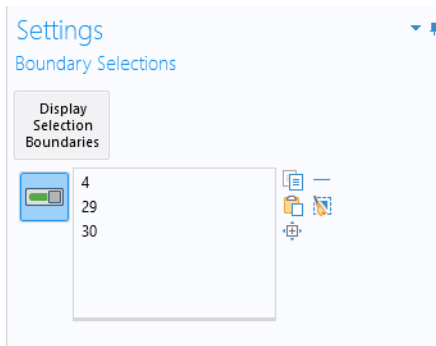 Settings
Boundary Selections
Display
Selection
Boundaries
4
29
30